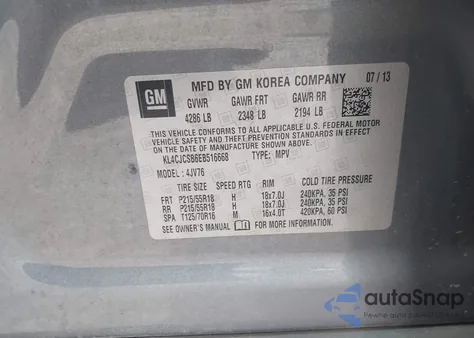 GM
MFD BY GM KOREA COMPANY 07/13
GVWR GAWR FRT GAWR RR
4286 LB 2348 LB 2194 LB
THIS VEHICLE CONFORMS TO ALL APPLICABLE U.S. FEDERAL MOTOR
VEHICLE SAFETY, BUMPER, AND THEFT PREVENTION STANDARDS IN
EFFECT ON THE DATE OF MANUFACTURE SHOWN ABOVE.
KLACJCSB6EB516668 TYPE: MPV
MODEL: 4JV76
TIRE SIZE SPEED RTG RIM COLD TIRE PRESSURE
FRT P215/55R18 H 18x7.0J 240KPA, 35 PSI
RR P215/55R18 H 18x7.0J 240KPA, 35 PSI
SPA T125/70R16 M 16x4.0T 420KPA, 60 PSI
SEE OWNER'S MANUAL FOR MORE INFORMATION.
autoSnap
Pewne auto z